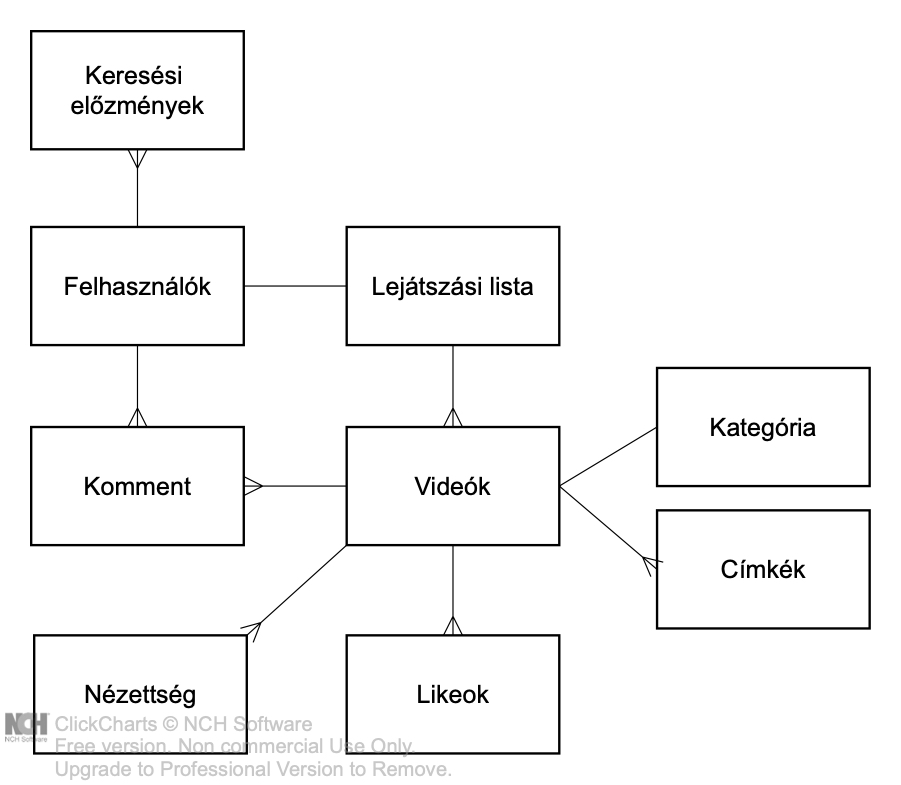 Keresési
előzmények
Felhasználók
Lejátszási lista
Kategória
Komment
Videók
Címkék
Nézettség
Likeok
NCH
NCH Software
ClickCharts © NCH Software
Free version. Non commercial Use Only.
Upgrade to Professional Version to Remove.